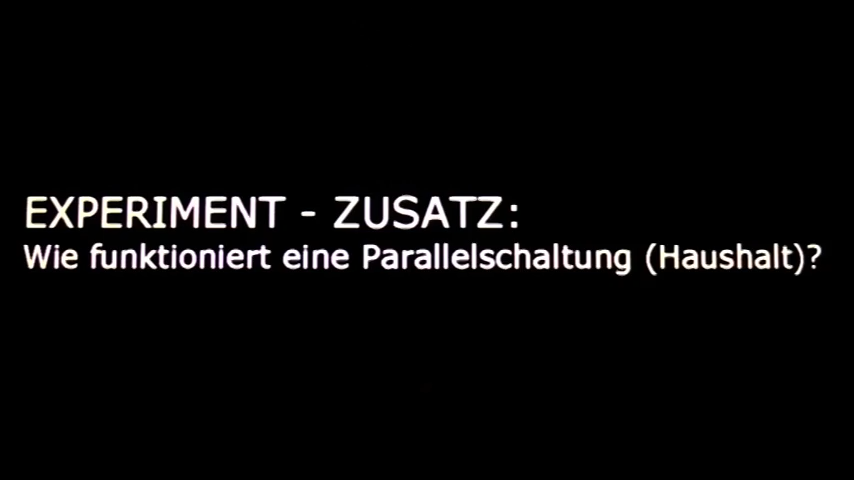 EXPERIMENT - ZUSATZ:
Wie funktioniert eine Parallelschaltung (Haushalt)?